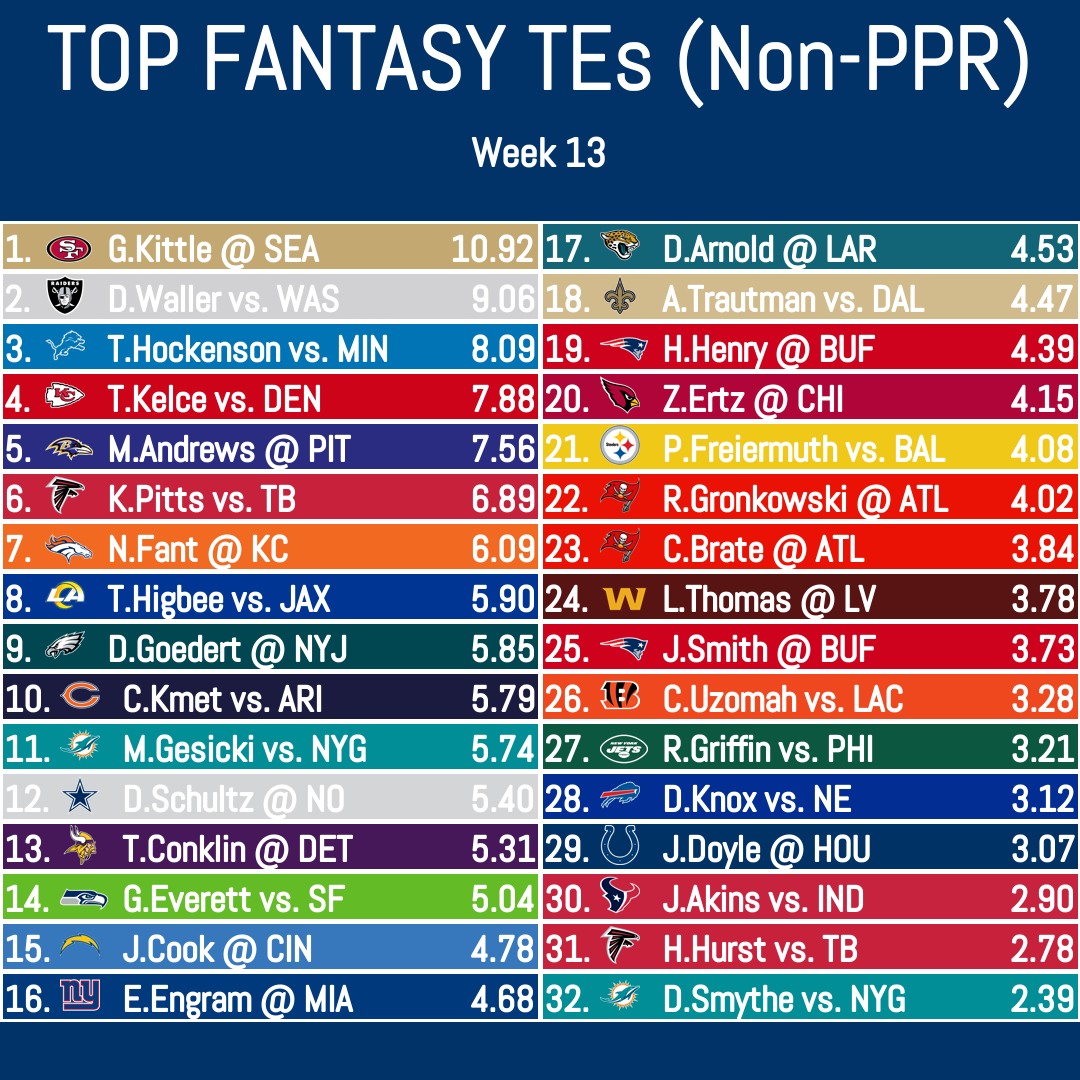 TOP FANTASY TEs (Non-PPR)
Week 13
1. G.Kittle @ SEA 10.92
2. RAIDERS D.Waller vs. WAS 9.06
3. T.Hockenson vs. MIN 8.09
4. KC T.Kelce vs. DEN 7.88
5. M.Andrews @ PIT 7.56
6. K.Pitts vs. TB 6.89
7. N.Fant @ KC 6.09
8. LA T.Higbee vs. JAX 5.90
9. D.Goedert @ NYJ 5.85
10. C.Kmet vs. ARI 5.79
11. M.Gesicki vs. NYG 5.74
12. D.Schultz @ NO 5.40
13. T.Conklin @ DET 5.31
14. G.Everett vs. SF 5.04
15. J.Cook @ CIN 4.78
16. ny E.Engram @ MIA 4.68
17. D.Arnold @ LAR 4.53
18. A.Trautman vs. DAL 4.47
19. H.Henry @ BUF 4.39
20. Z.Ertz @ CHI 4.15
21. Steelers P.Freiermuth vs. BAL 4.08
22. R.Gronkowski @ ATL 4.02
23. C.Brate @ ATL 3.84
24. W L.Thomas @ LV 3.78
25. J.Smith @ BUF 3.73
26. C.Uzomah vs. LAC 3.28
27. NEW YORK JETS R.Griffin vs. PHI 3.21
28. D.Knox vs. NE 3.12
29. J.Doyle @ HOU 3.07
30. J.Akins vs. IND 2.90
31. H.Hurst vs. TB 2.78
32. D.Smythe vs. NYG 2.39